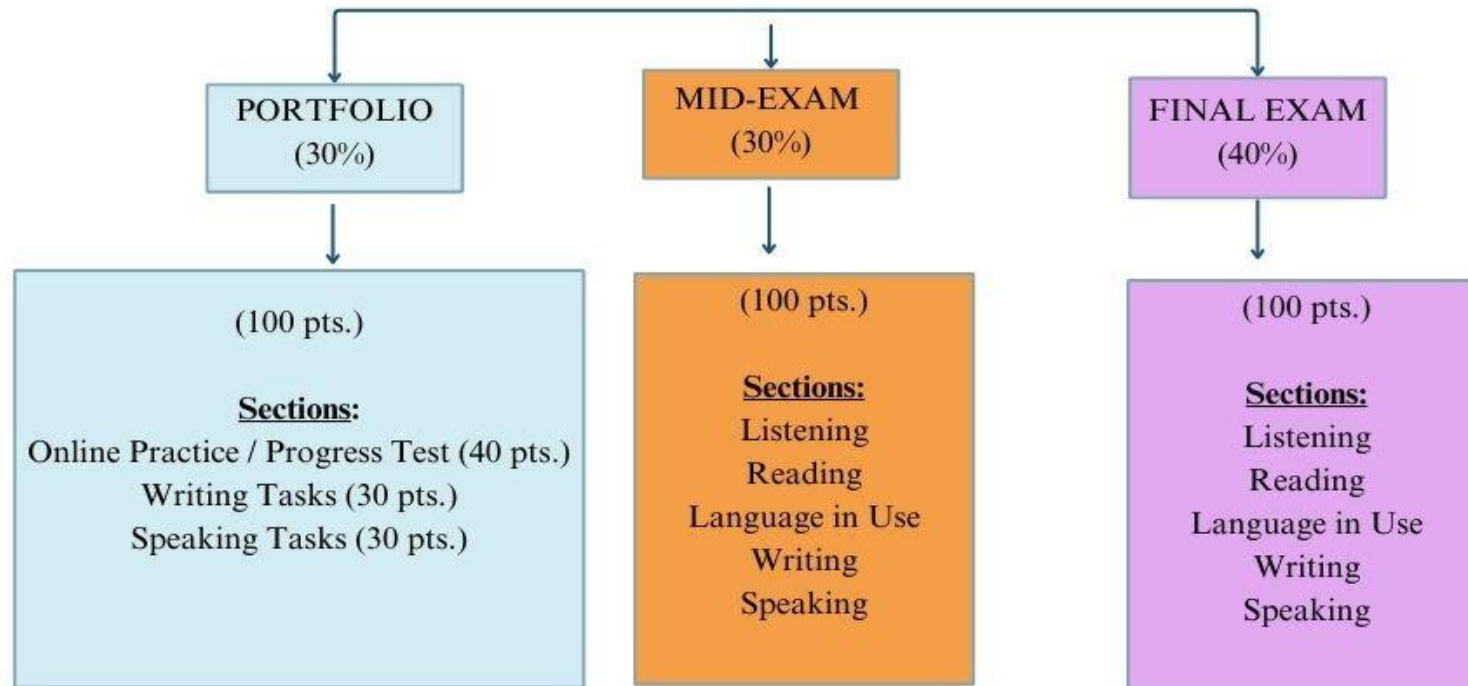 PORTFOLIO
(30%)
MID-EXAM
(30%)
FINAL EXAM
(40%)
(100 pts.)
Sections:
Online Practice / Progress Test (40 pts.)
Writing Tasks (30 pts.)
Speaking Tasks (30 pts.)
(100 pts.)
Sections:
Listening
Reading
Language in Use
Writing
Speaking
(100 pts.)
Sections:
Listening
Reading
Language in Use
Writing
Speaking